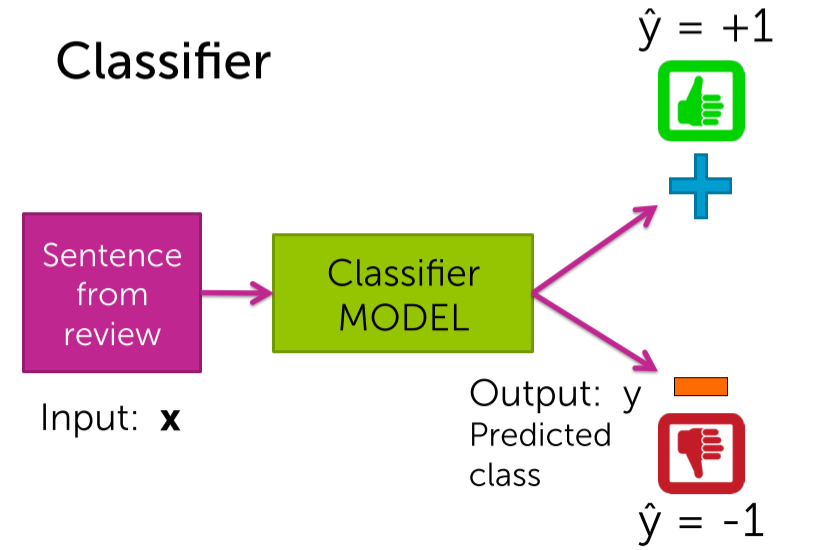 Classifier
ŷ = +1
Sentence
from
review
Classifier
MODEL
Input: x
Output: y
Predicted
class
ŷ = -1